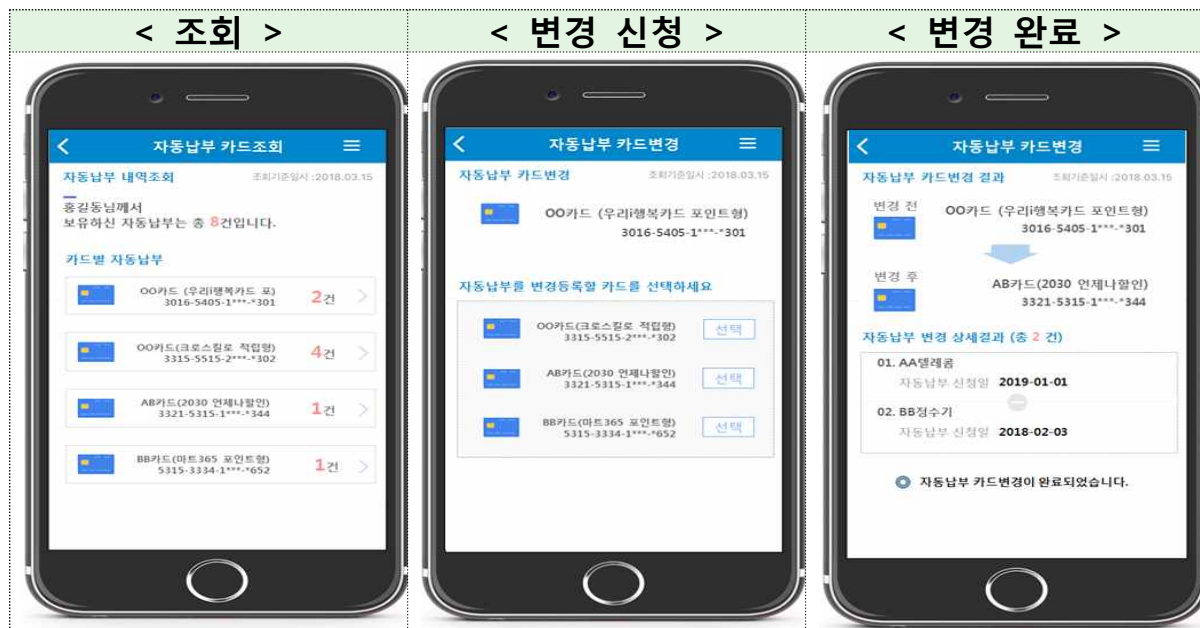 < 조회 >
자동납부 카드조회
자동납부 내역조회 조회기준일시 :2018.03.15
홍길동님께서
보유하신 자동납부는 총 8건입니다.
카드별 자동납부
OO카드 (우리i행복카드 포)
3016-5405-1***-*301
2건
OO카드(크로스킬로 적립형)
3315-5515-2***-*302
4건
AB카드(2030 언제나할인)
3321-5315-1***-*344
1건
BB카드(마트365 포인트형)
5315-3334-1***-*652
1건
< 변경 신청 >
자동납부 카드변경
자동납부 카드변경 조회기준일시 :2018.03.15
OO카드 (우리i행복카드 포인트형)
3016-5405-1***-*301
자동납부를 변경등록할 카드를 선택하세요
OO카드(크로스킬로 적립형)
3315-5515-2***-*302
선택
AB카드(2030 언제나할인)
3321-5315-1***-*344
선택
BB카드(마트365 포인트형)
5315-3334-1***-*652
선택
< 변경 완료 >
자동납부 카드변경
자동납부 카드변경 결과 조회기준일시 :2018.03.15
변경 전
OO카드 (우리i행복카드 포인트형)
3016-5405-1***-*301
변경 후
AB카드(2030 언제나할인)
3321-5315-1***-*344
자동납부 변경 상세결과 (총 2 건)
01. AA텔레콤
자동납부 신청일 2019-01-01
02. BB정수기
자동납부 신청일 2018-02-03
자동납부 카드변경이 완료되었습니다.